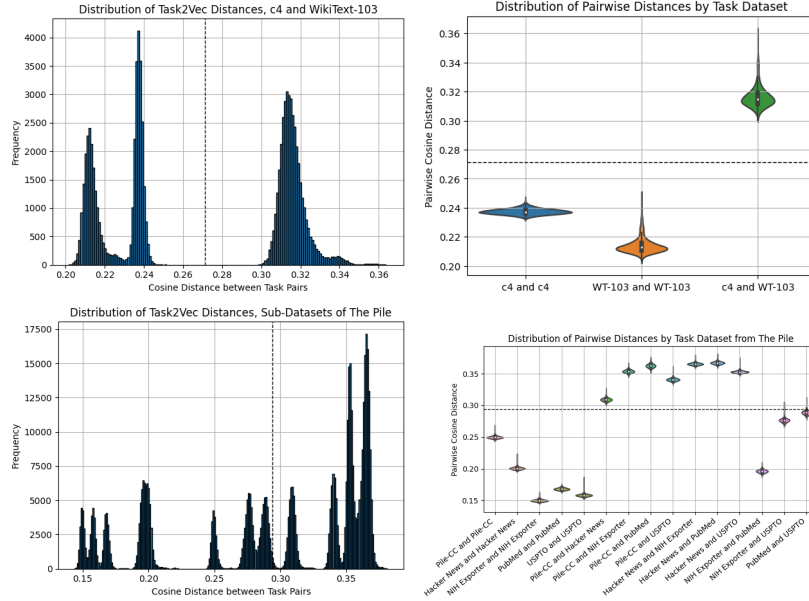 Distribution of Task2Vec Distances, c4 and WikiText-103
Frequency
4000
3500
3000
2500
2000
1500
1000
500
0
0.20 0.22 0.24 0.26 0.28 0.30 0.32 0.34 0.36
Cosine Distance between Task Pairs
Distribution of Pairwise Distances by Task Dataset
Pairwise Cosine Distance
0.36
0.34
0.32
0.30
0.28
0.26
0.24
0.22
0.20
c4 and c4 WT-103 and WT-103 c4 and WT-103
Distribution of Task2Vec Distances, Sub-Datasets of The Pile
Frequency
17500
15000
12500
10000
7500
5000
2500
0
0.15 0.20 0.25 0.30 0.35
Cosine Distance between Task Pairs
Distribution of Pairwise Distances by Task Dataset from The Pile
Pairwise Cosine Distance
0.35
0.30
0.25
0.20
0.15
Pile-CC and Pile-CC
Hacker News and Hacker News
NIH Exporter and NIH Exporter
PubMed and PubMed
USPTO and USPTO
Pile-CC and Hacker News
Pile-CC and NIH Exporter
Pile-CC and PubMed
Pile-CC and USPTO
Hacker News and NIH Exporter
Hacker News and PubMed
Hacker News and USPTO
NIH Exporter and PubMed
NIH Exporter and USPTO
PubMed and USPTO